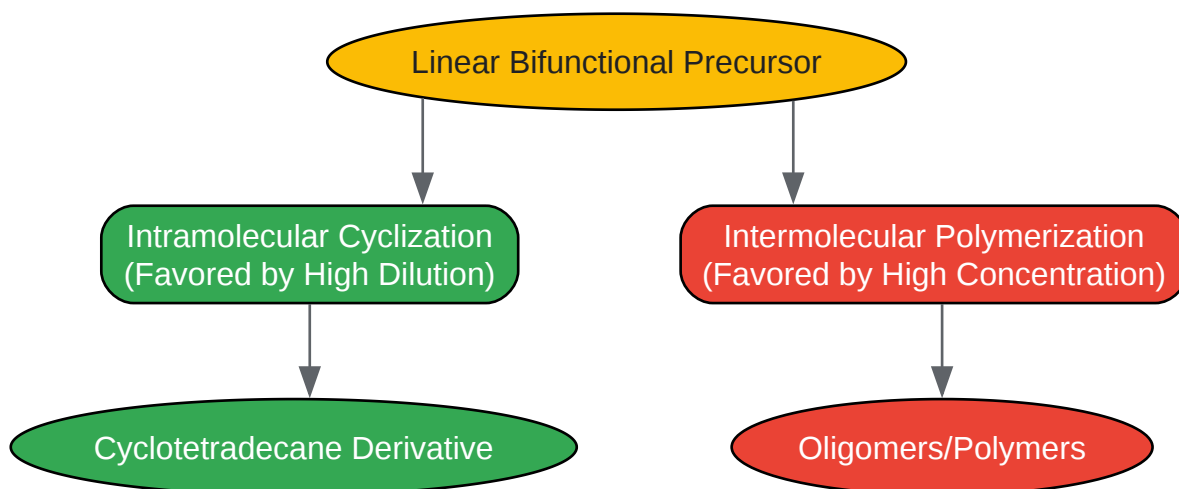 Linear Bifunctional Precursor
Intramolecular Cyclization
(Favored by High Dilution)
Intermolecular Polymerization
(Favored by High Concentration)
Cyclotetradecane Derivative
Oligomers/Polymers